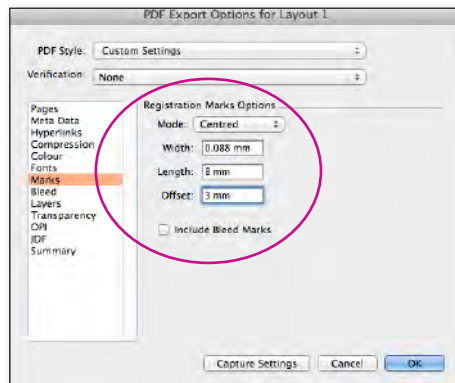 PDF Export Options for Layout 1
PDF Style: Custom Settings
Verification: None
Pages
Meta Data
Hyperlinks
Compression
Colour
Fonts
Marks
Bleed
Layers
Transparency
OPI
JDF
Summary
Registration Marks Options
Mode: Centred
Width: 0.088 mm
Length: 8 mm
Offset: 3 mm
Include Bleed Marks
Capture Settings Cancel OK